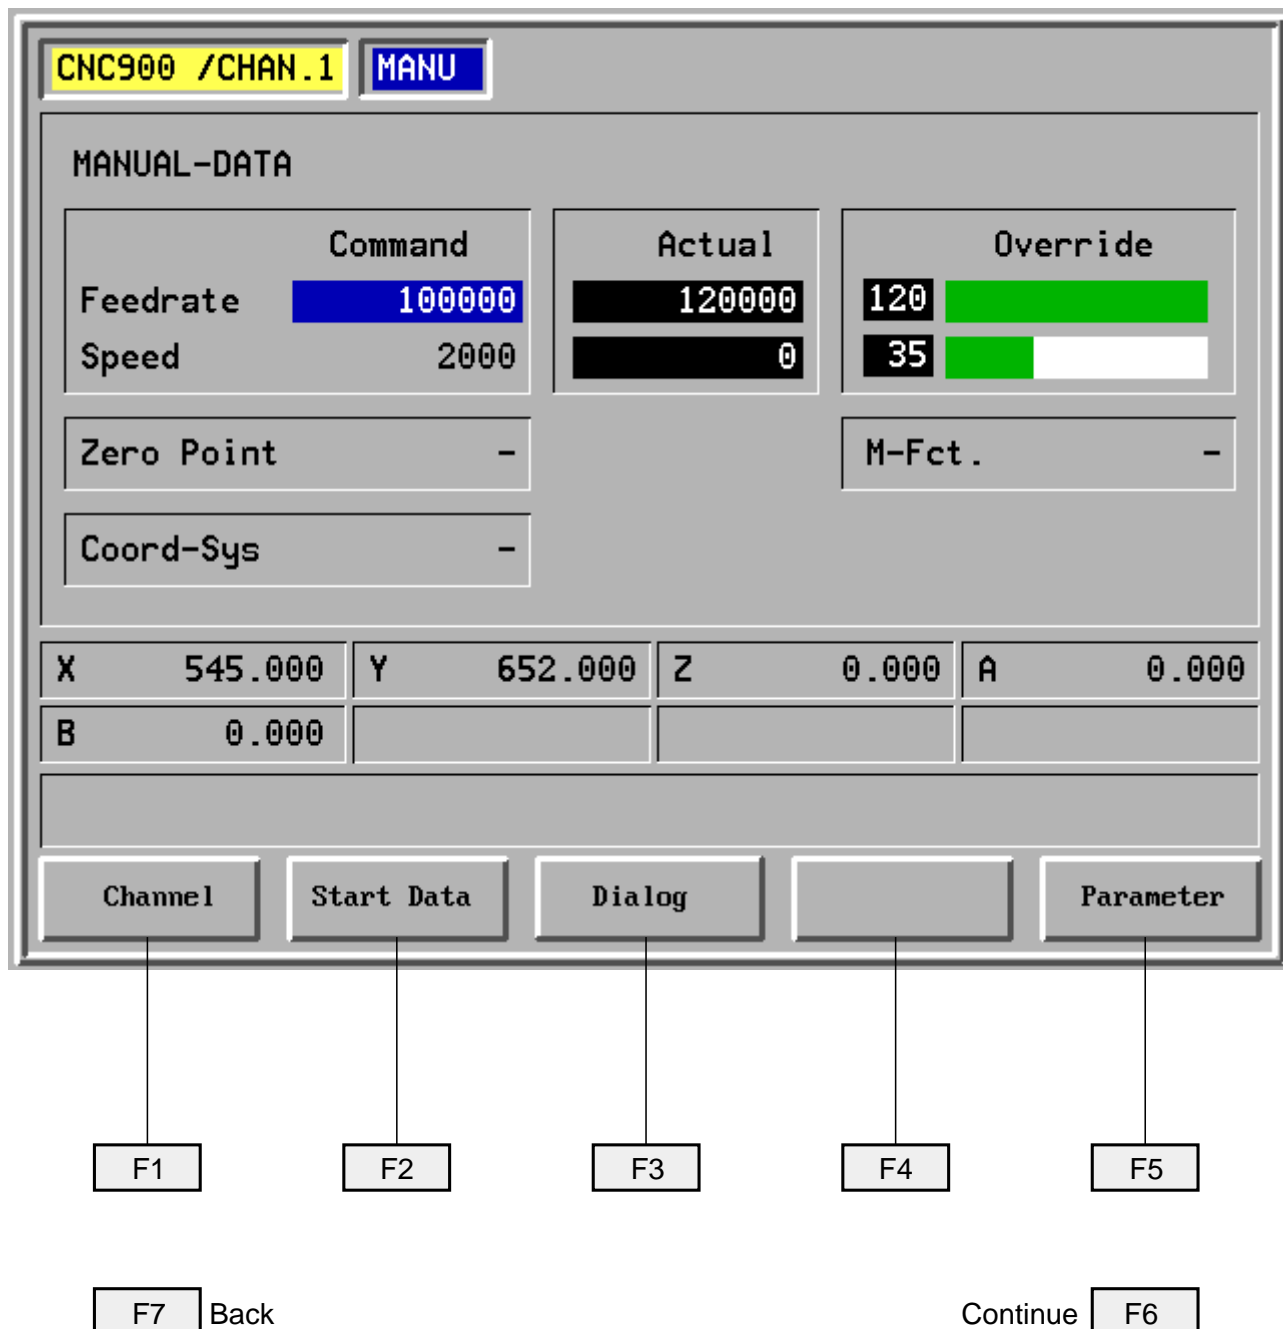 CNC900 /CHAN.1 MANU
MANUAL-DATA
Command Actual Override
Feedrate 100000 120000 120
Speed 2000 0 35
Zero Point - M-Fct. -
Coord-Sys -
X 545.000 Y 652.000 Z 0.000 A 0.000
B 0.000
Channel Start Data Dialog Parameter
F1 F2 F3 F4 F5
F7 Back Continue F6